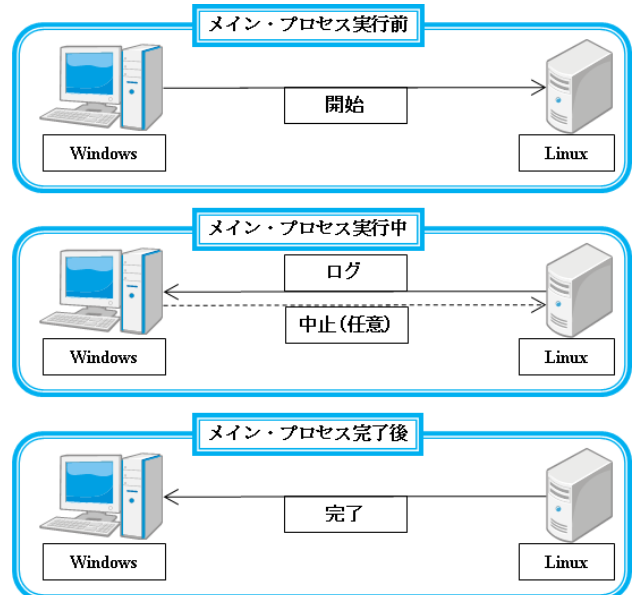 メイン・プロセス実行前
開始
Windows
Linux
メイン・プロセス実行中
ログ
中止(任意)
Windows
Linux
メイン・プロセス完了後
完了
Windows
Linux